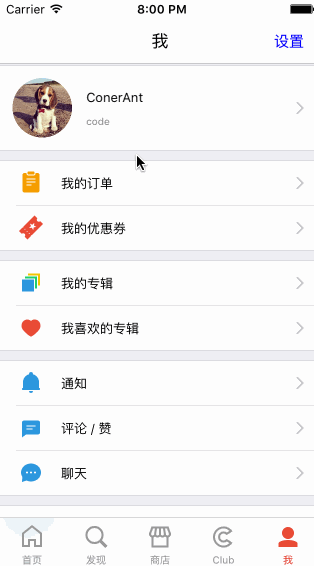 Carrier 8:00 PM
我 设置
ConerAnt
code
我的订单
我的优惠券
我的专辑
我喜欢的专辑
通知
评论 / 赞
聊天
首页 发现 商店 Club 我